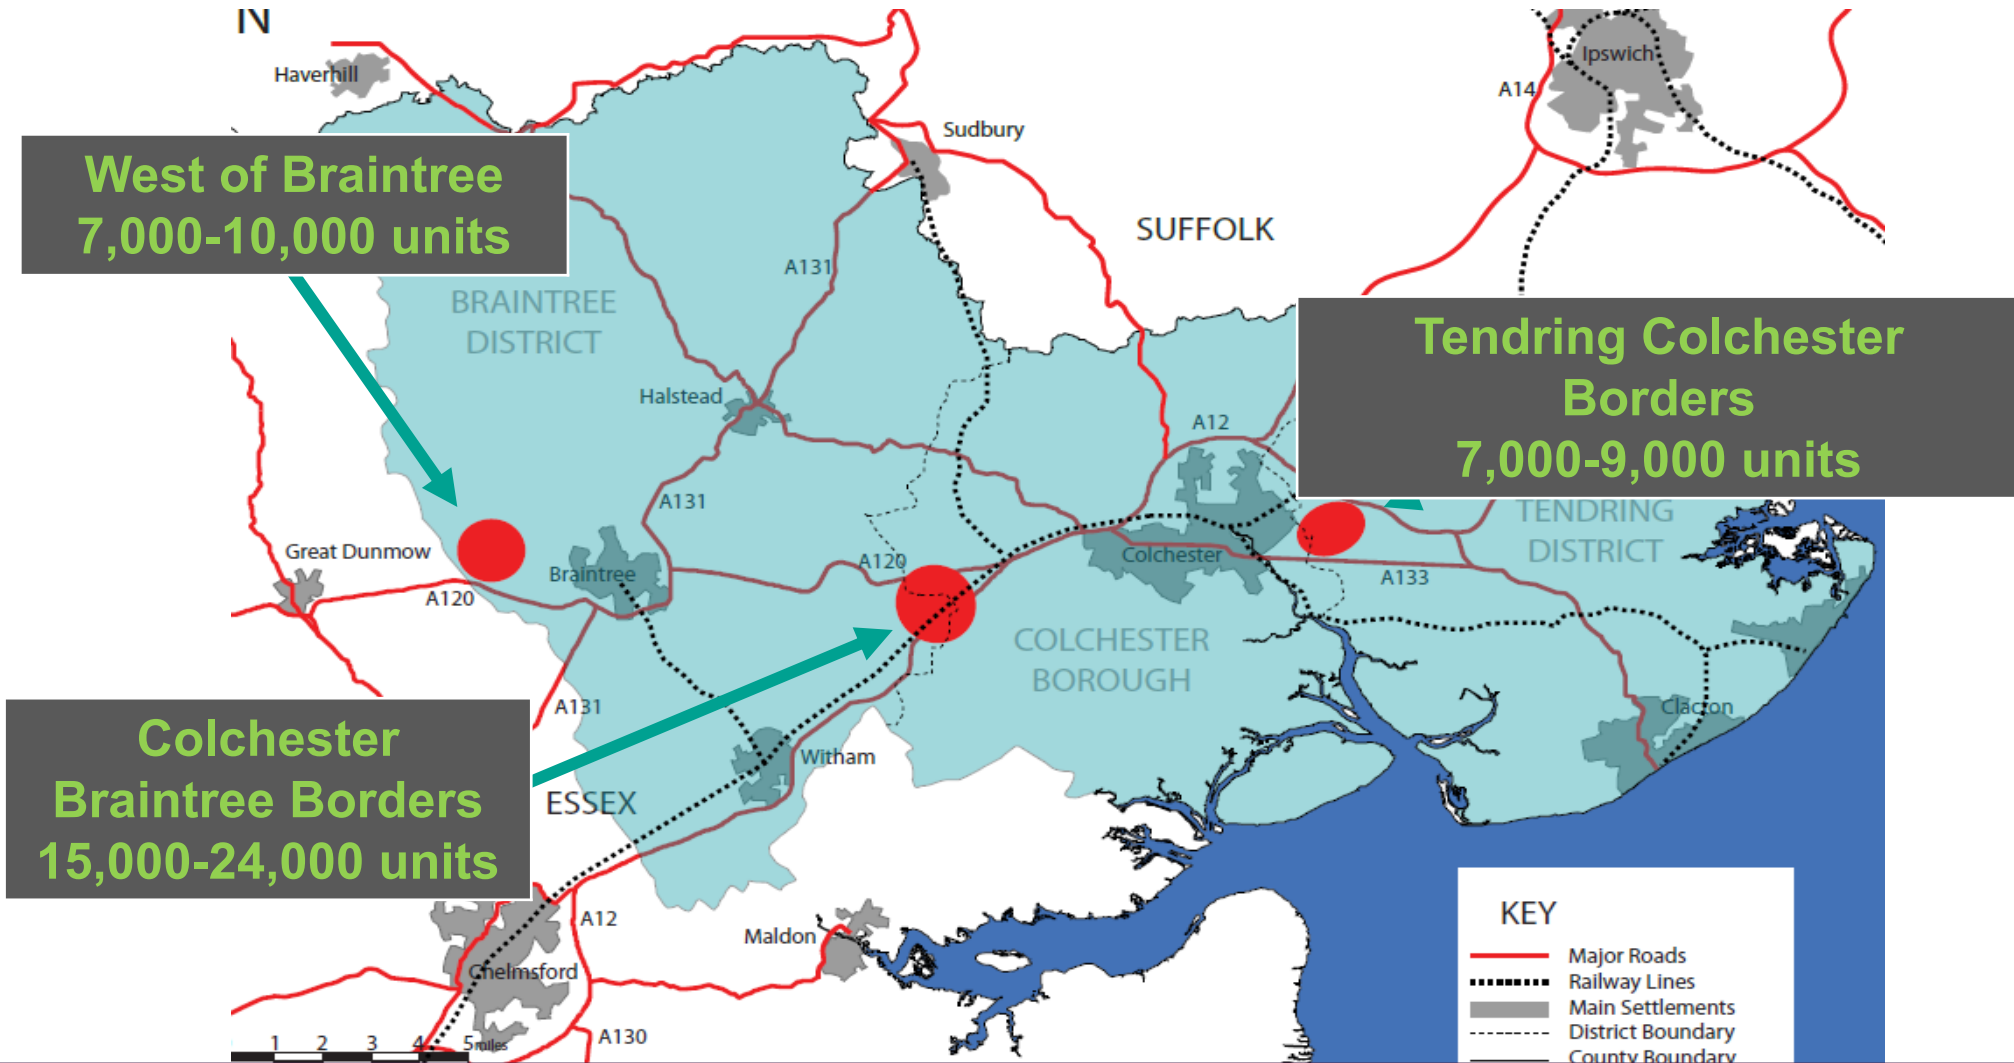 N
Haverhill
Ipswich
A14
Sudbury
West of Braintree
7,000-10,000 units
SUFFOLK
A131
BRAINTREE
DISTRICT
Tendring Colchester
Borders
7,000-9,000 units
Halstead
A12
A131
TENDRING
DISTRICT
Great Dunmow
Braintree
A120
Colchester
A133
A120
COLCHESTER
BOROUGH
A131
Clacton
Colchester
Braintree Borders
15,000-24,000 units
Witham
ESSEX
A12
Maldon
Chelmsford
A130
1 2 3 4 5 miles
KEY
Major Roads
Railway Lines
Main Settlements
District Boundary
County Boundary